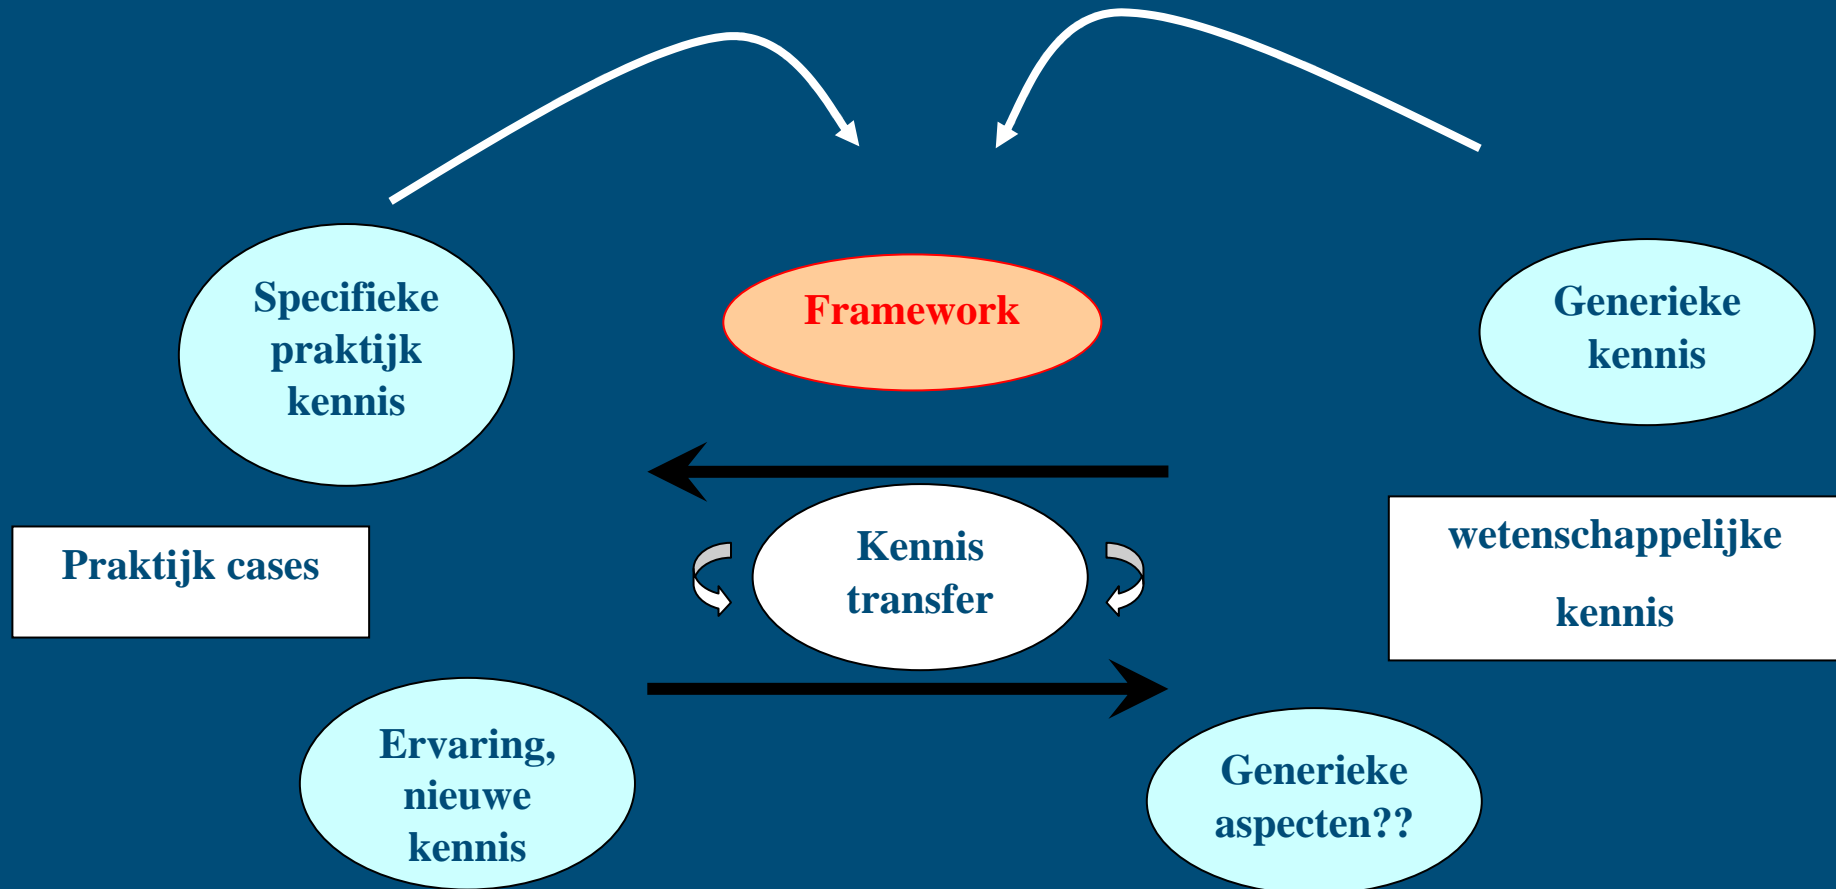 Specifieke
praktijk
kennis
Framework
Generieke
kennis
Praktijk cases
Kennis
transfer
wetenschappelijke
kennis
Ervaring,
nieuwe
kennis
Generieke
aspecten??